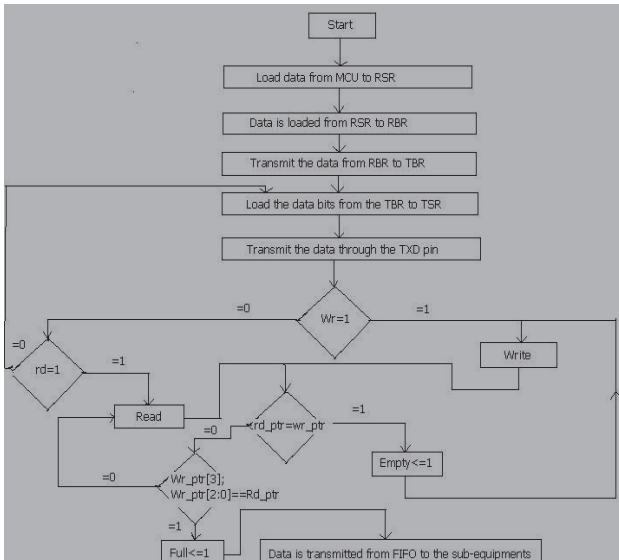 Start
Load data from MCU to RSR
Data is loaded from RSR to RBR
Transmit the data from RBR to TBR
Load the data bits from the TBR to TSR
Transmit the data through the TXD pin
=0
Wr=1
=1
=0
rd=1
=1
Write
Read
rd_ptr=wr_ptr
=1
=0
Empty<=1
=0
Wr_ptr[3];
Wr_ptr[2:0]==Rd_ptr
=1
Full<=1
Data is transmitted from FIFO to the sub-equipments